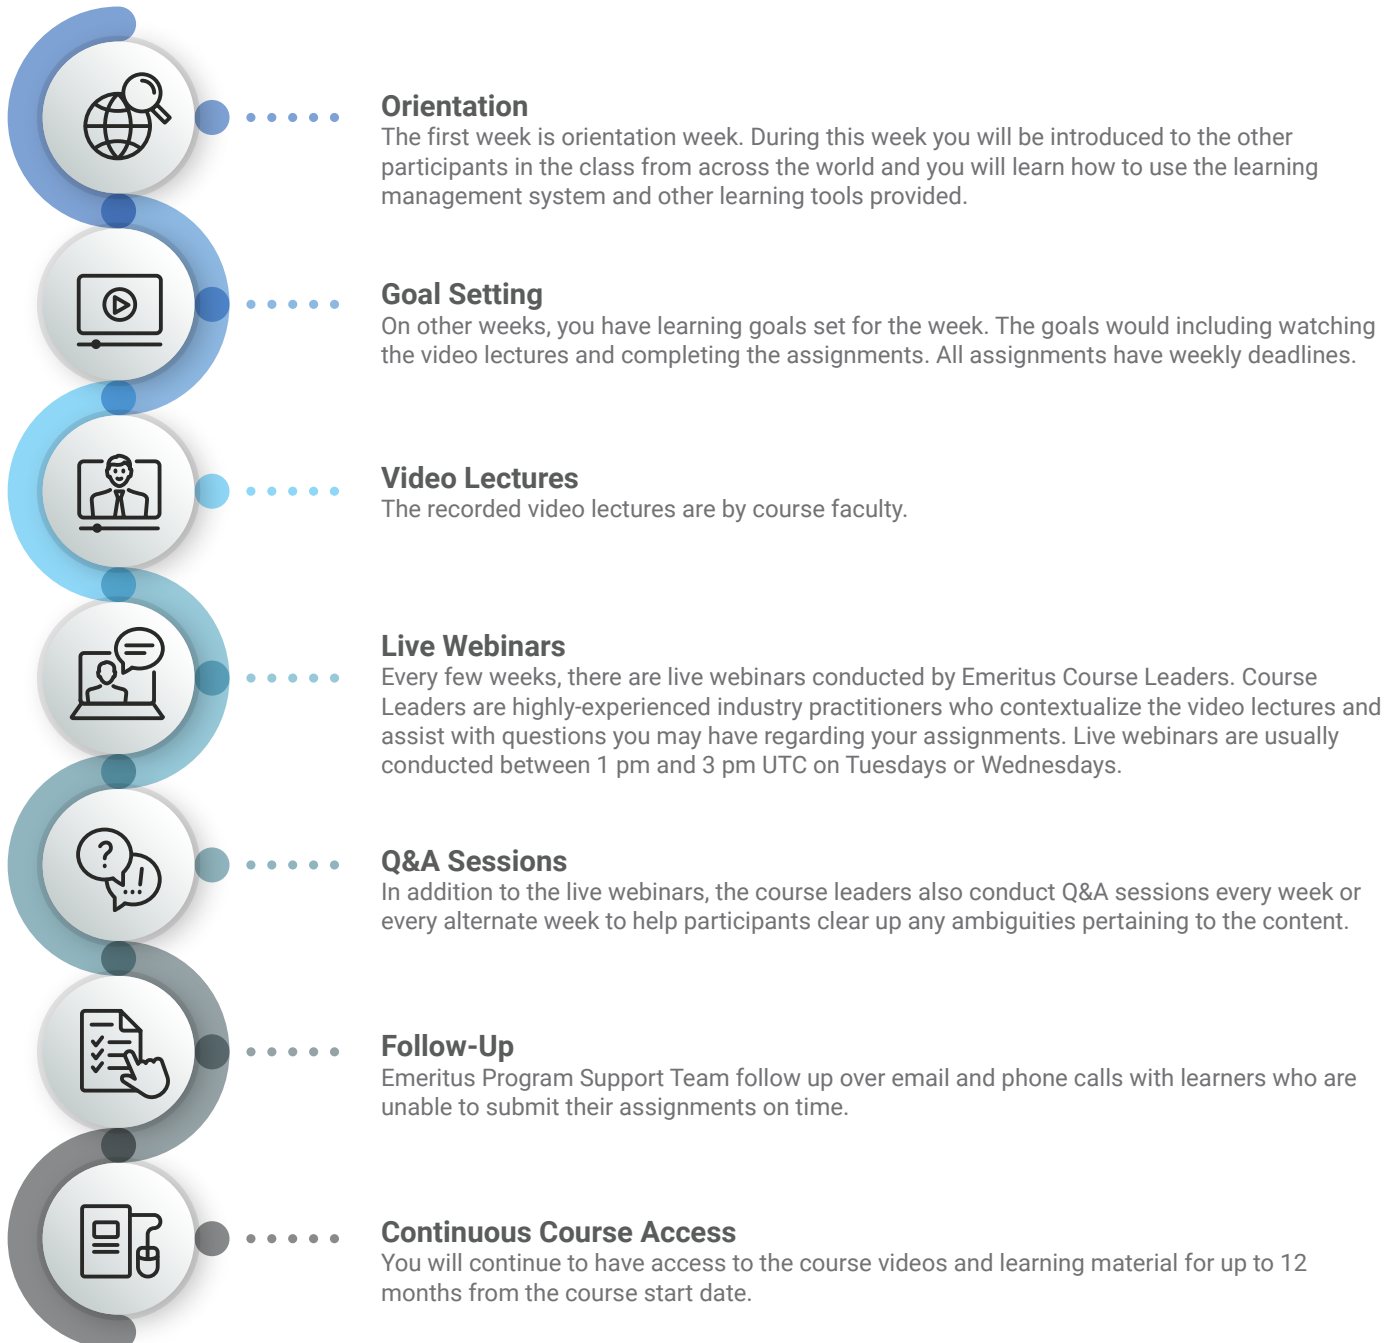 Orientation
The first week is orientation week. During this week you will be introduced to the other
participants in the class from across the world and you will learn how to use the learning
management system and other learning tools provided.
Goal Setting
On other weeks, you have learning goals set for the week. The goals would including watching
the video lectures and completing the assignments. All assignments have weekly deadlines.
Video Lectures
The recorded video lectures are by course faculty.
Live Webinars
Every few weeks, there are live webinars conducted by Emeritus Course Leaders. Course
Leaders are highly-experienced industry practitioners who contextualize the video lectures and
assist with questions you may have regarding your assignments. Live webinars are usually
conducted between 1 pm and 3 pm UTC on Tuesdays or Wednesdays.
Q&A Sessions
In addition to the live webinars, the course leaders also conduct Q&A sessions every week or
every alternate week to help participants clear up any ambiguities pertaining to the content.
Follow-Up
Emeritus Program Support Team follow up over email and phone calls with learners who are
unable to submit their assignments on time.
Continuous Course Access
You will continue to have access to the course videos and learning material for up to 12
months from the course start date.